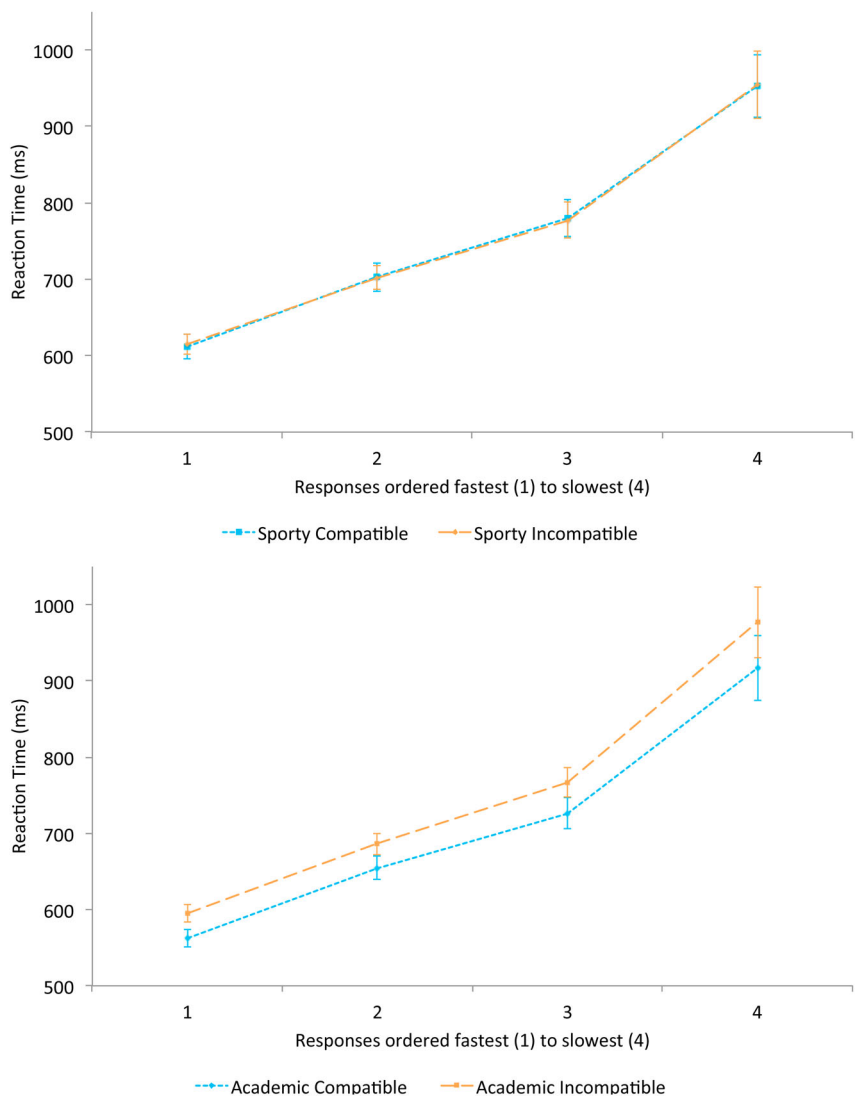 1000
900
800
700
600
500
Reaction Time (ms)
1 2 3 4
Responses ordered fastest (1) to slowest (4)
Sporty Compatible Sporty Incompatible
1000
900
800
700
600
500
Reaction Time (ms)
1 2 3 4
Responses ordered fastest (1) to slowest (4)
Academic Compatible Academic Incompatible